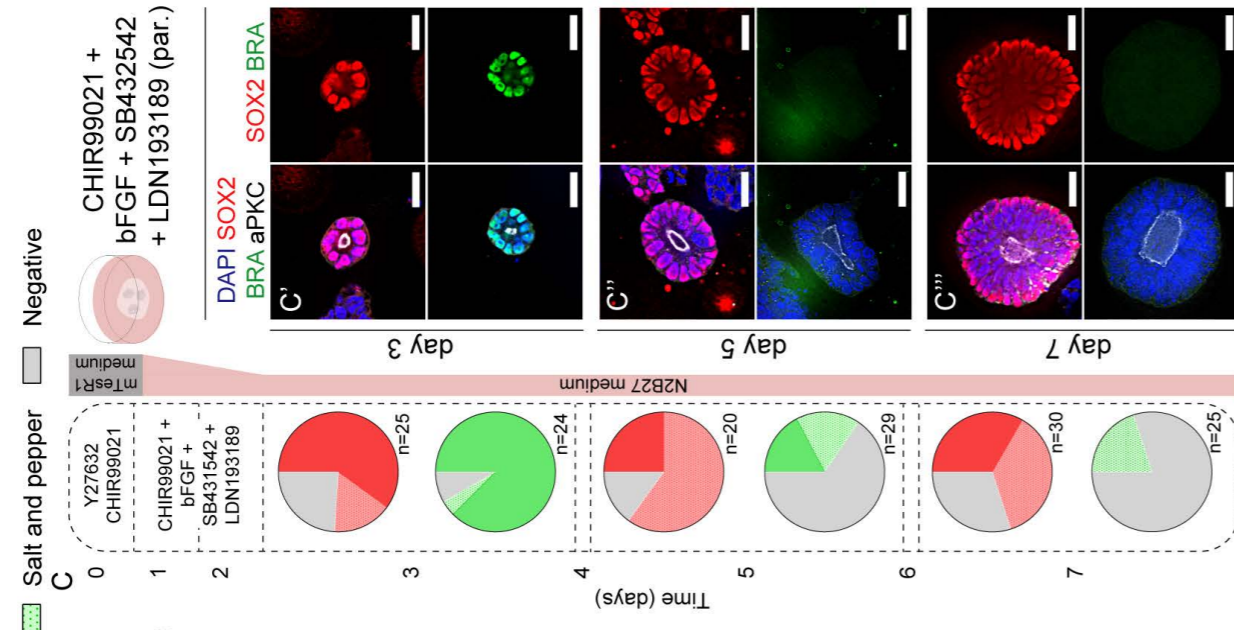 Salt and pepper
Negative
C
0
Y27632
CHIR99021
1
CHIR99021 +
bFGF +
SB431542 +
LDN193189
2
3
4
5
6
7
Time (days)
mTesR1
medium
N2B27 medium
CHIR99021 +
bFGF + SB432542
+ LDN193189 (par.)
DAPI SOX2
BRA aPKC
SOX2 BRA
n=25
n=24
day 3
C'
n=20
n=29
day 5
C''
n=30
n=25
day 7
C'''